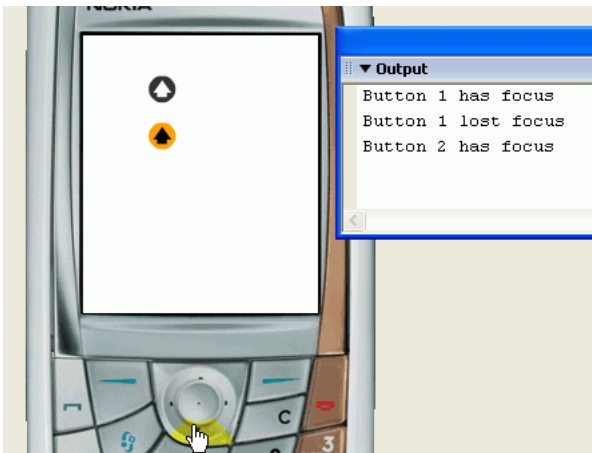 NOKIA
▼ Output
Button 1 has focus
Button 1 lost focus
Button 2 has focus
C
3